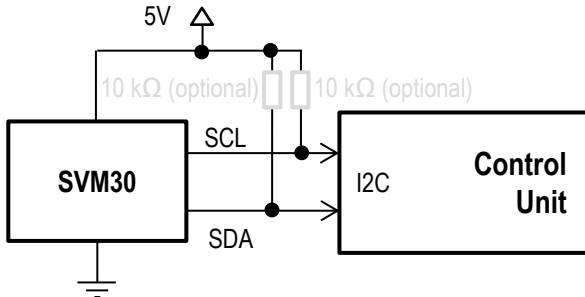 5V
10 kΩ (optional) 10 kΩ (optional)
SCL
SVM30
I2C
Control
Unit
SDA